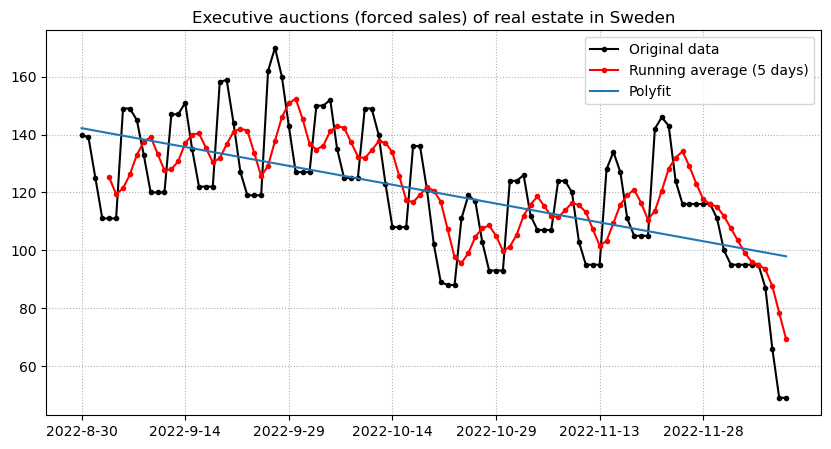 Executive auctions (forced sales) of real estate in Sweden
Original data
Running average (5 days)
Polyfit
160
140
120
100
80
60
2022-8-30 2022-9-14 2022-9-29 2022-10-14 2022-10-29 2022-11-13 2022-11-28